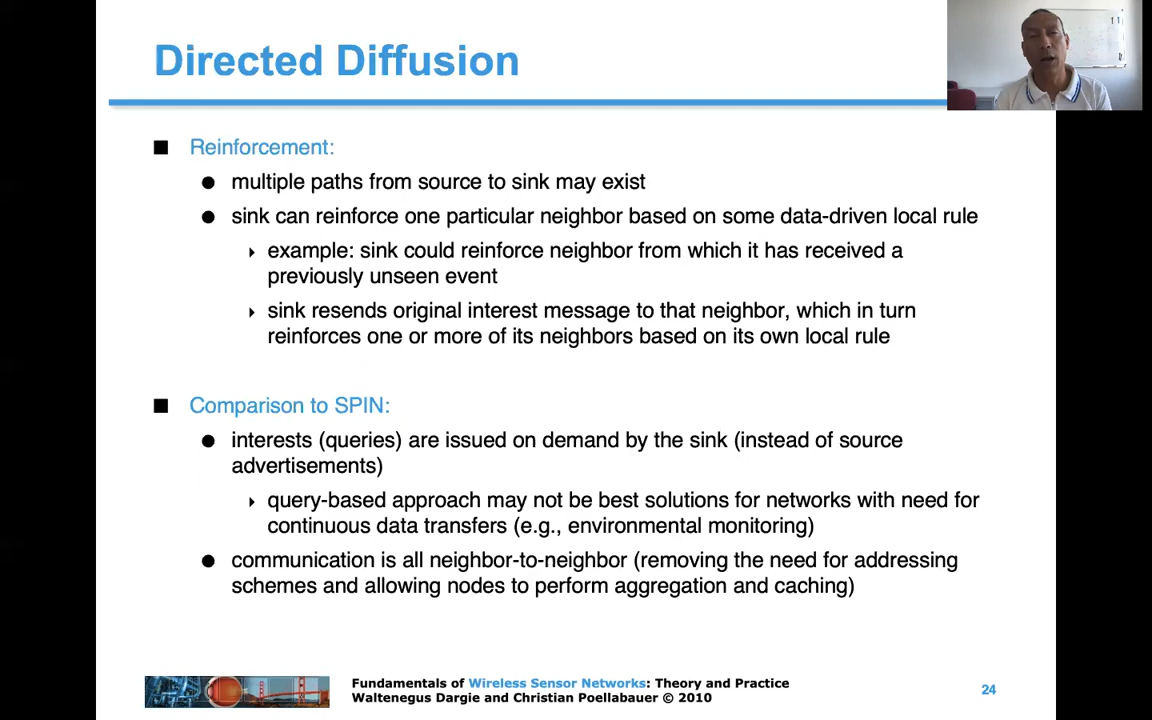 Directed Diffusion
Reinforcement:
multiple paths from source to sink may exist
sink can reinforce one particular neighbor based on some data-driven local rule
example: sink could reinforce neighbor from which it has received a
previously unseen event
sink resends original interest message to that neighbor, which in turn
reinforces one or more of its neighbors based on its own local rule
Comparison to SPIN:
interests (queries) are issued on demand by the sink (instead of source
advertisements)
query-based approach may not be best solutions for networks with need for
continuous data transfers (e.g., environmental monitoring)
communication is all neighbor-to-neighbor (removing the need for addressing
schemes and allowing nodes to perform aggregation and caching)
Fundamentals of Wireless Sensor Networks: Theory and Practice
Waltenegus Dargie and Christian Poellabauer © 2010
24